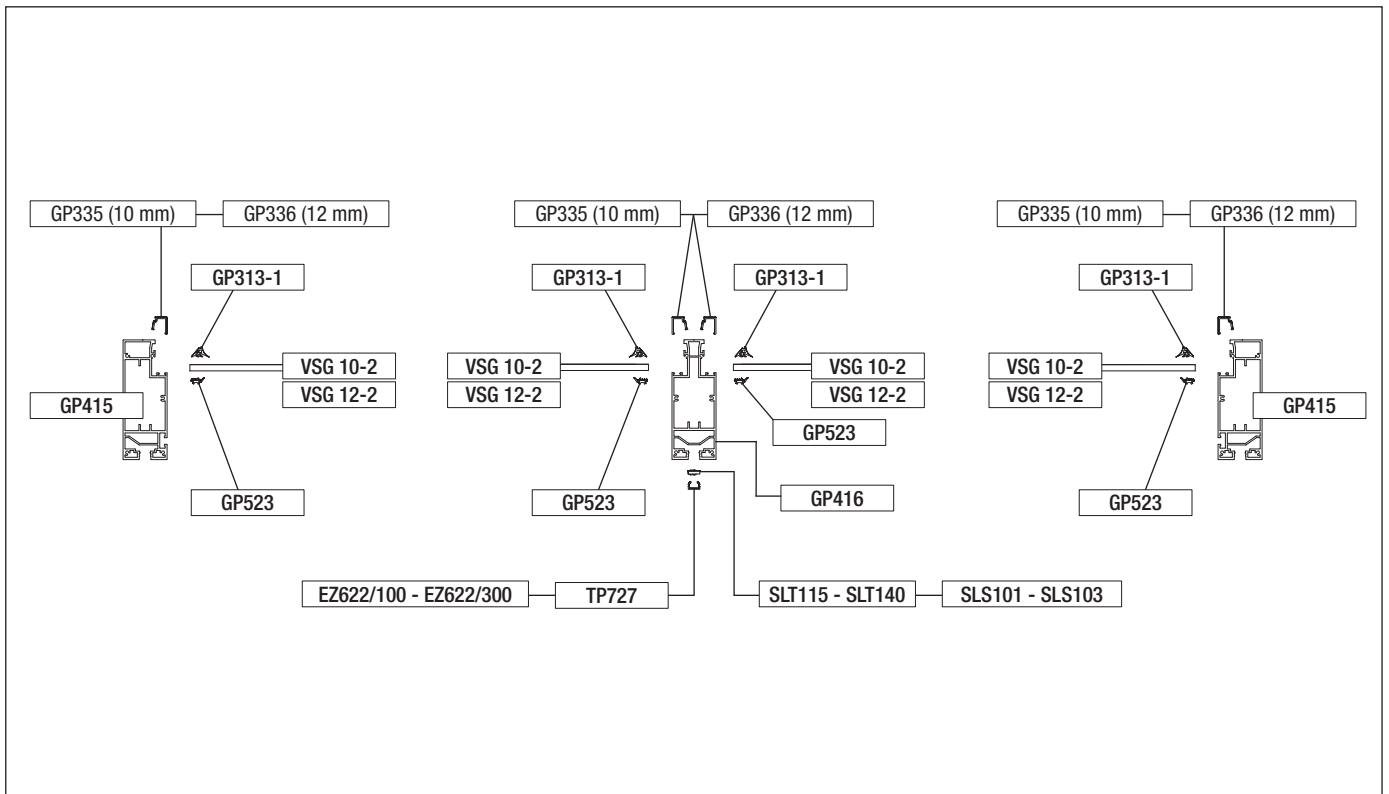 GP335 (10 mm) GP336 (12 mm) GP335 (10 mm) GP336 (12 mm) GP335 (10 mm) GP336 (12 mm)
GP313-1 GP313-1 GP313-1 GP313-1
VSG 10-2 VSG 10-2 VSG 10-2 VSG 10-2
VSG 12-2 VSG 12-2 VSG 12-2 VSG 12-2
GP415 GP415
GP523
GP523 GP523 GP416 GP523
EZ622/100 - EZ622/300 TP727 SLT115 - SLT140 SLS101 - SLS103